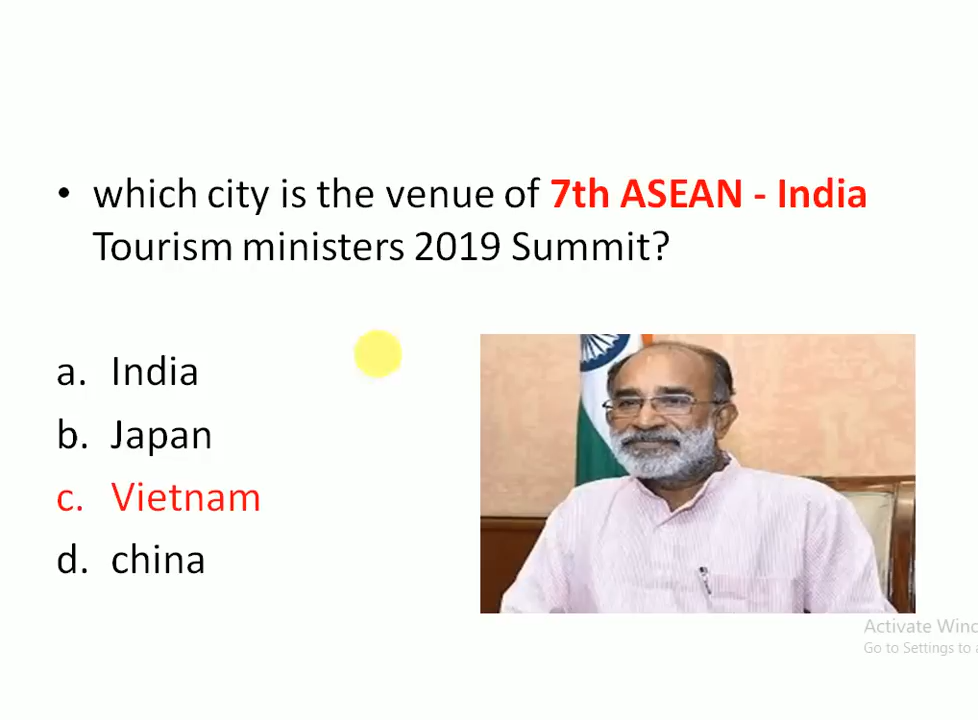 • which city is the venue of 7th ASEAN - India
Tourism ministers 2019 Summit?
a. India
b. Japan
c. Vietnam
d. china
Activate Winc
Go to Settings to a